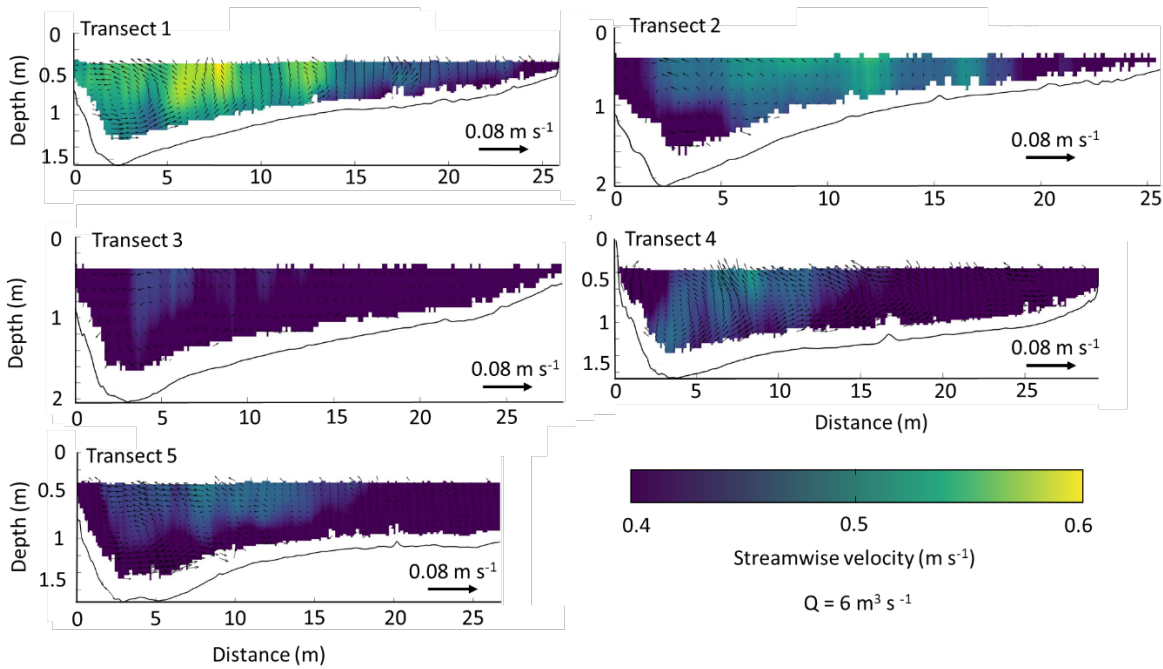 Transect 1
Depth (m)
0
0.5
1
1.5
0 5 10 15 20 25
0.08 m s-1
Transect 2
0
1
2
0 5 10 15 20 25
0.08 m s-1
Transect 3
Depth (m)
0
1
2
0 5 10 15 20 25
0.08 m s-1
Transect 4
0
0.5
1
1.5
0 5 10 15 20 25
0.08 m s-1
Distance (m)
Transect 5
Depth (m)
0
0.5
1
1.5
0 5 10 15 20 25
0.08 m s-1
Distance (m)
0.4 0.5 0.6
Streamwise velocity (m s-1)
Q = 6 m3 s -1